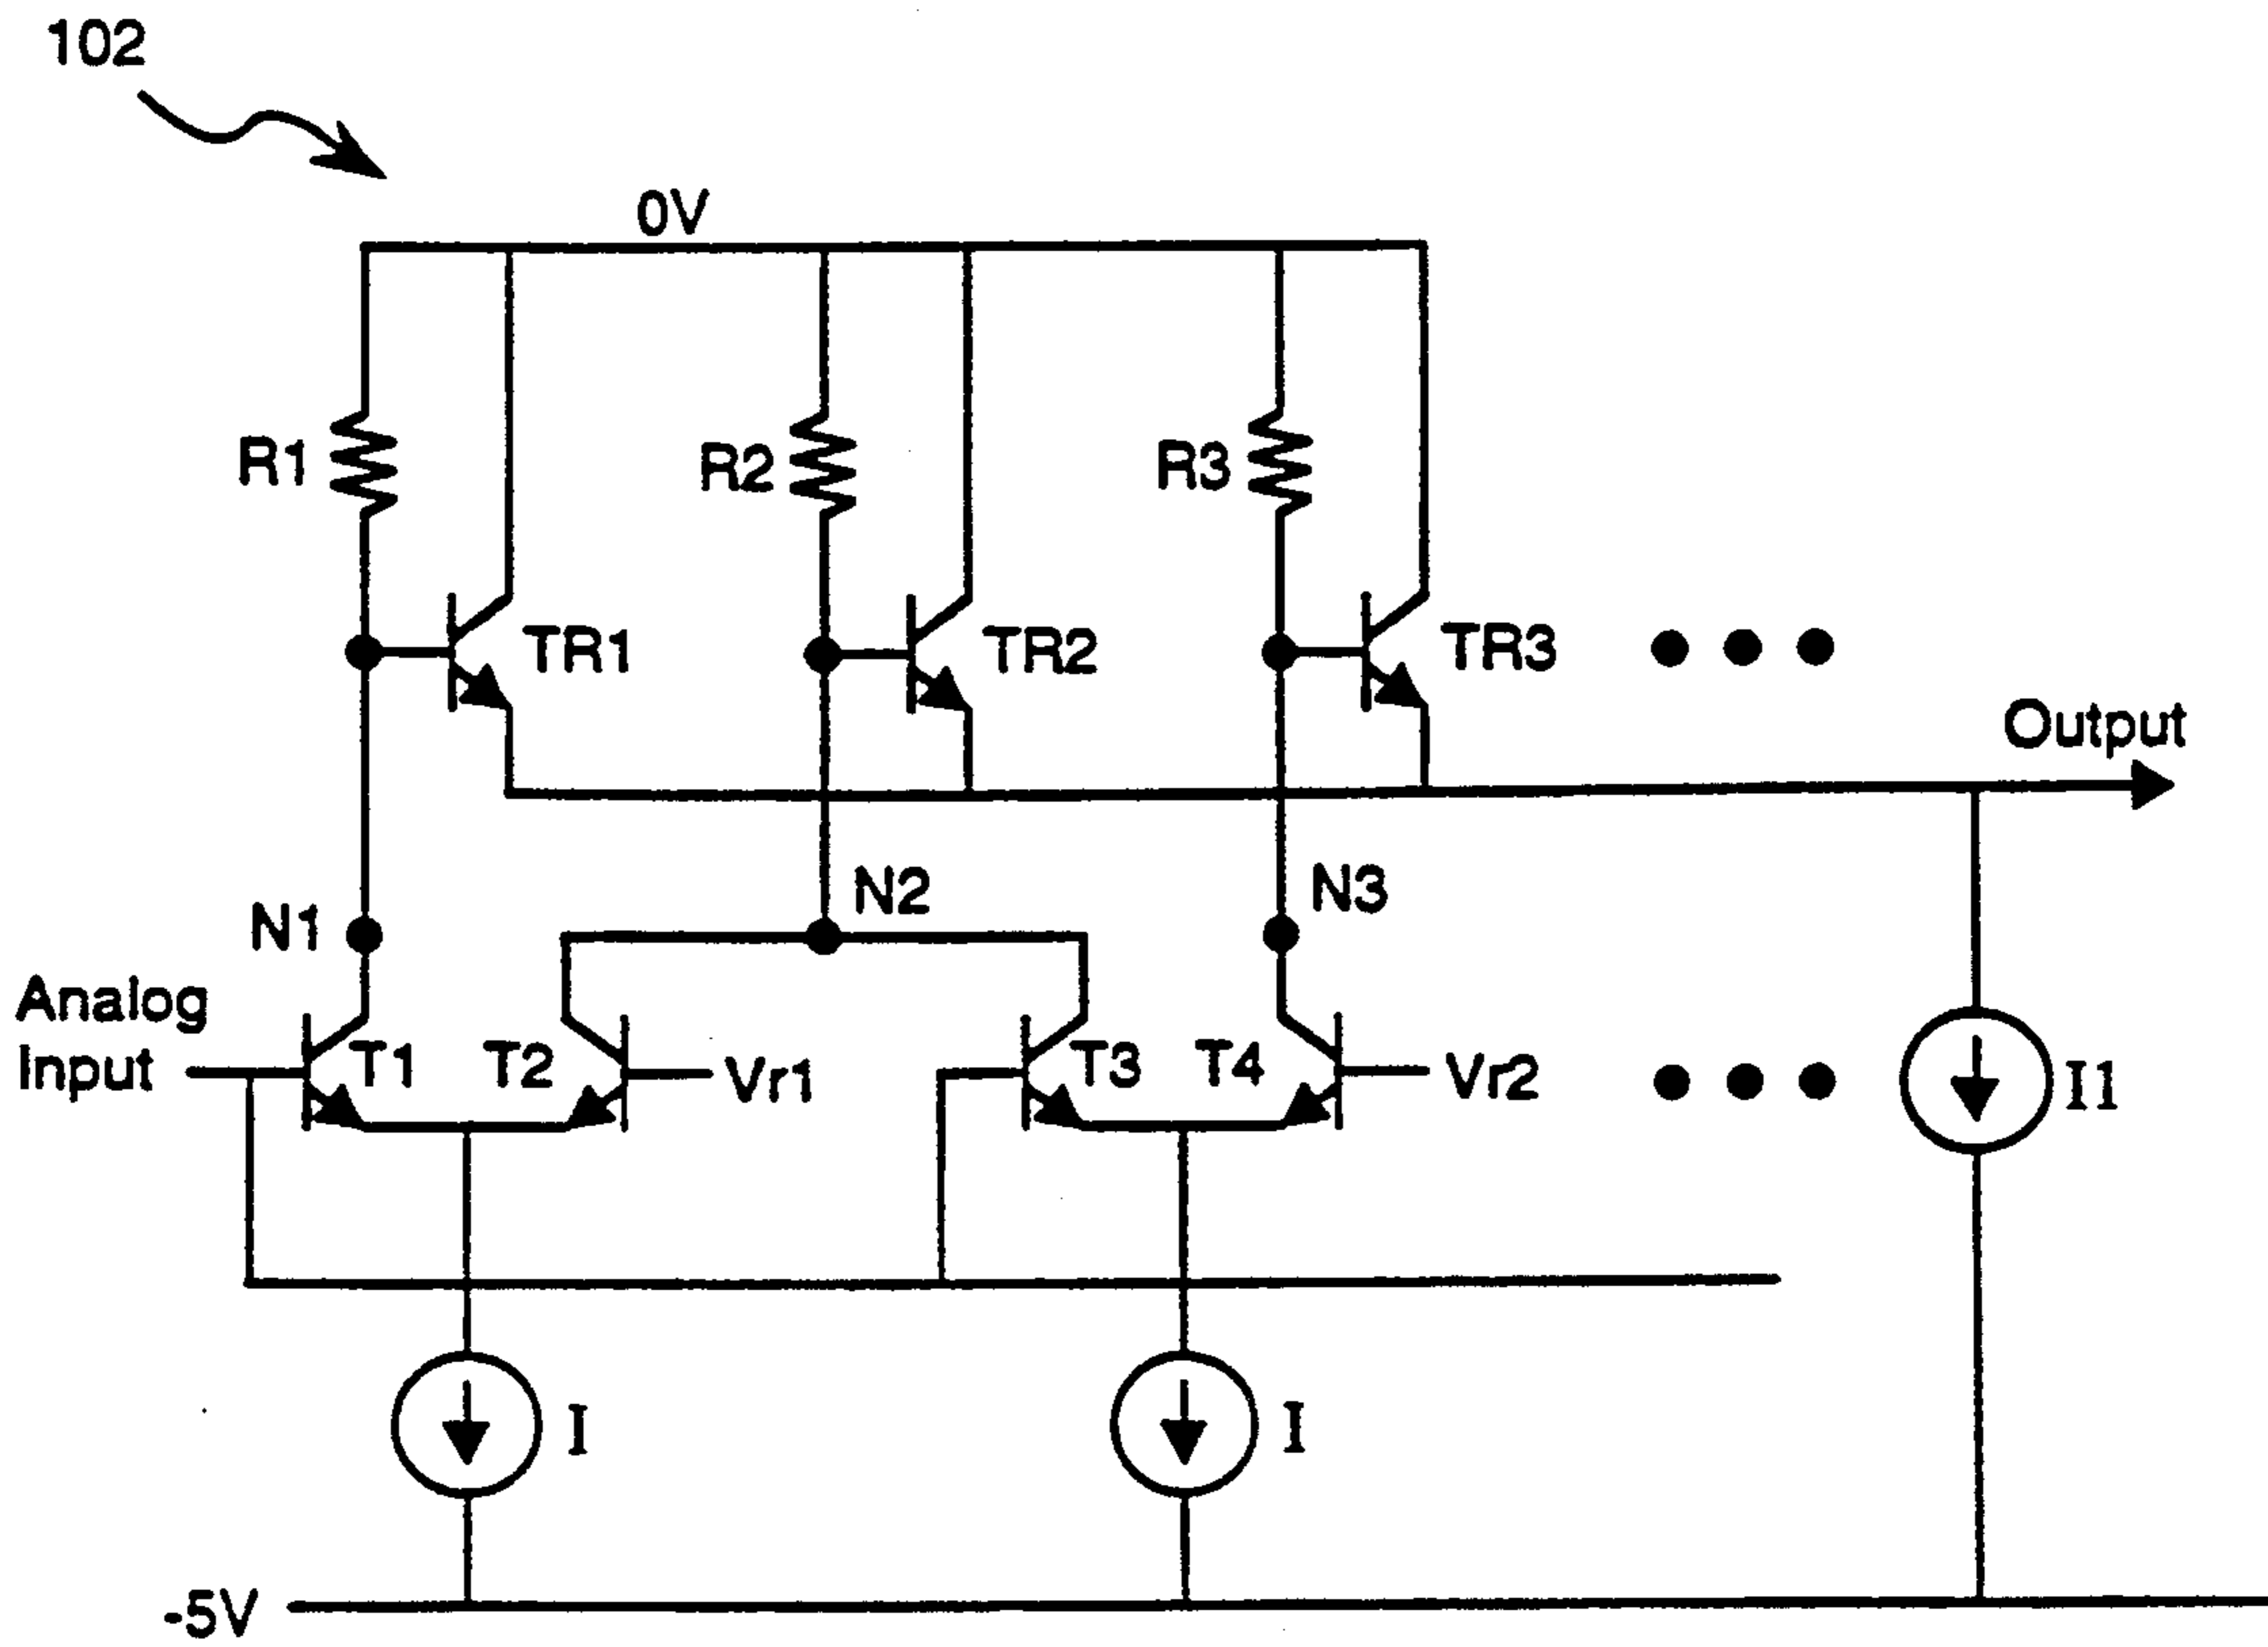 102
0V
R1
R2
R3
TR1
TR2
TR3
Output
N1
N2
N3
Analog
Input
T1
T2
Vr1
T3
T4
Vr2
I1
I
I
-5V